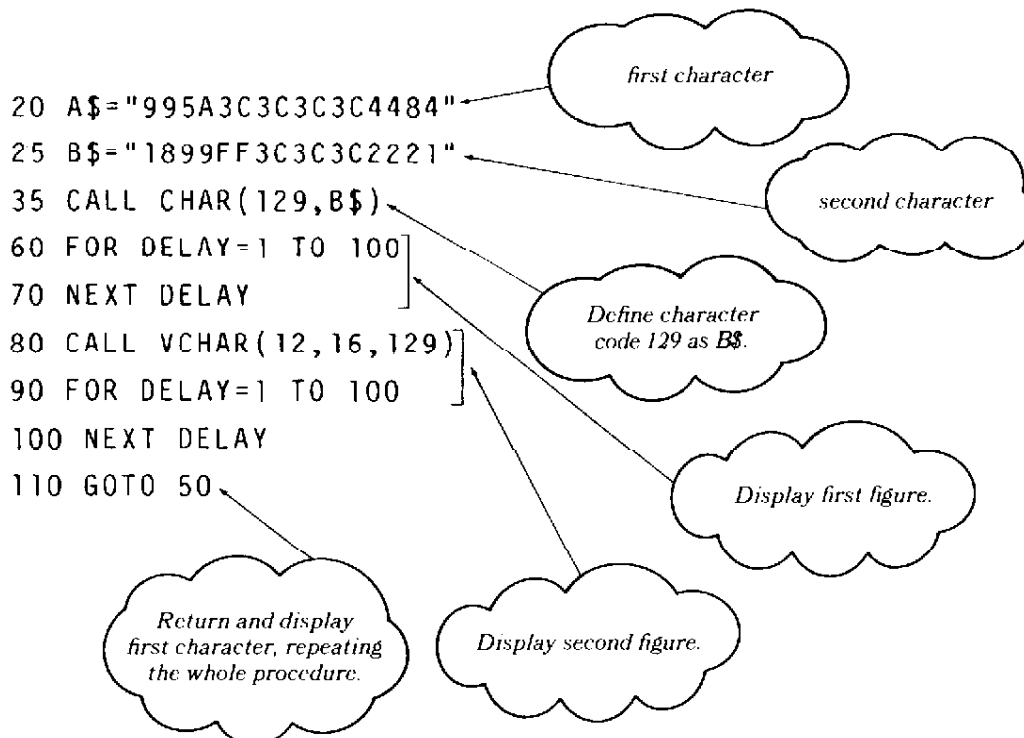 first character
20 A$="995A3C3C3C3C4484"
25 B$="1899FF3C3C3C2221"
second character
35 CALL CHAR(129,B$)
60 FOR DELAY=1 TO 100
70 NEXT DELAY
Define character
code 129 as B$.
80 CALL VCHAR(12,16,129)
90 FOR DELAY=1 TO 100
100 NEXT DELAY
110 GOTO 50
Display first figure.
Return and display
first character, repeating
the whole procedure.
Display second figure.